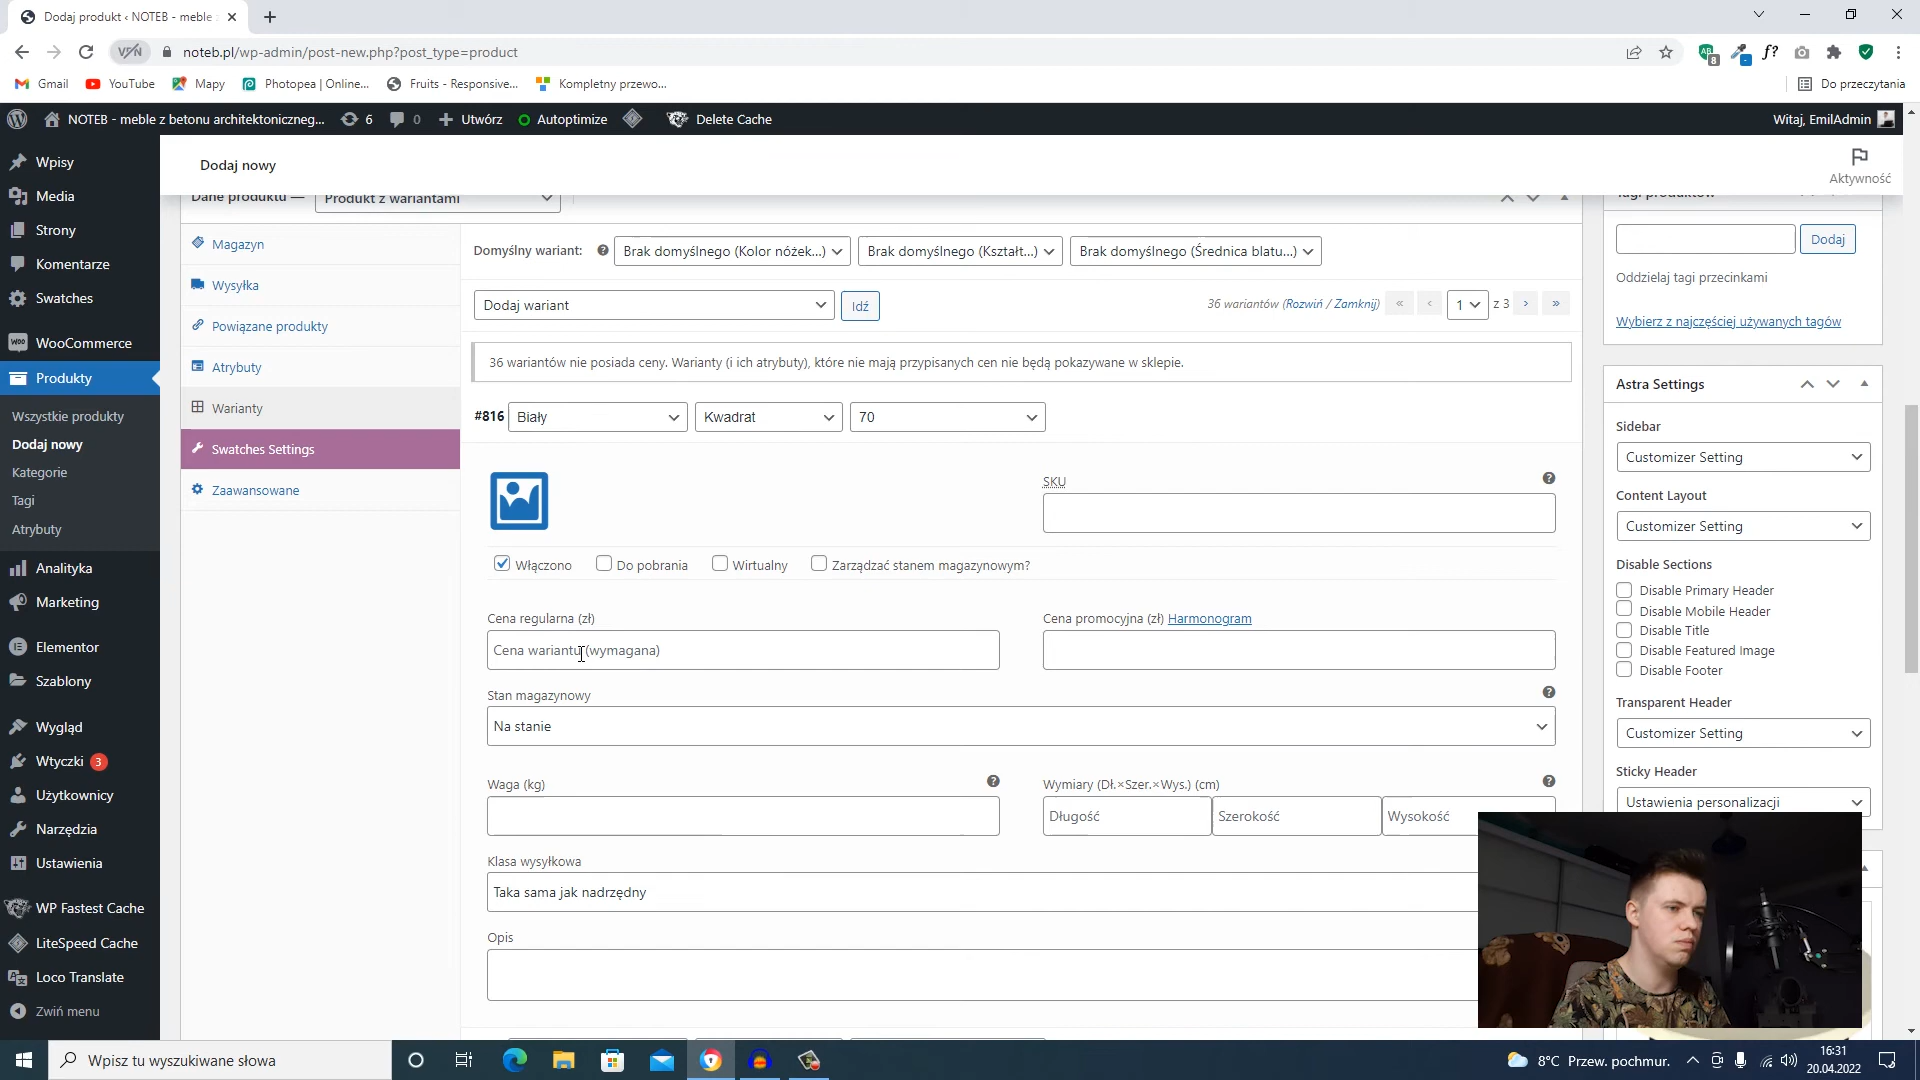 Dodaj produkt ‹ NOTEB - meble
noteb.pl/wp-admin/post-new.php?post_type=product
VPN
8
f?
Gmail
YouTube
Mapy
Photopea | Online...
Fruits - Responsive...
Kompletny przewo...
Do przeczytania
NOTEB - meble z betonu architektoniczneg...
6
0
Utwórz
Autoptimize
Delete Cache
Witaj, EmilAdmin
Wpisy
Media
Strony
Komentarze
Swatches
WooCommerce
Produkty
Wszystkie produkty
Dodaj nowy
Kategorie
Tagi
Atrybuty
Analityka
Marketing
Elementor
Szablony
Wygląd
Wtyczki 3
Użytkownicy
Narzędzia
Ustawienia
WP Fastest Cache
LiteSpeed Cache
Loco Translate
Zwiń menu
Dodaj nowy
Aktywność
Dane produktu —
Produkt z wariantami
Magazyn
Wysyłka
Powiązane produkty
Atrybuty
Warianty
Swatches Settings
Zaawansowane
Domyślny wariant:
Brak domyślnego (Kolor nóżek...)
Brak domyślnego (Kształt...)
Brak domyślnego (Średnica blatu...)
Dodaj wariant
Idź
36 wariantów (Rozwiń / Zamknij)
«
‹
1
z 3
›
»
36 wariantów nie posiada ceny. Warianty (i ich atrybuty), które nie mają przypisanych cen nie będą pokazywane w sklepie.
#816
Biały
Kwadrat
70
SKU
Włączono
Do pobrania
Wirtualny
Zarządzać stanem magazynowym?
Cena regularna (zł)
Cena wariantu (wymagana)
Cena promocyjna (zł) Harmonogram
Stan magazynowy
Na stanie
Waga (kg)
Wymiary (Dł.×Szer.×Wys.) (cm)
Długość
Szerokość
Wysokość
Klasa wysyłkowa
Taka sama jak nadrzędny
Opis
Tagi produktów
Dodaj
Oddzielaj tagi przecinkami
Wybierz z najczęściej używanych tagów
Astra Settings
Sidebar
Customizer Setting
Content Layout
Customizer Setting
Disable Sections
Disable Primary Header
Disable Mobile Header
Disable Title
Disable Featured Image
Disable Footer
Transparent Header
Customizer Setting
Sticky Header
Ustawienia personalizacji
Wpisz tu wyszukiwane słowa
8°C Przew. pochmur.
16:31
20.04.2022